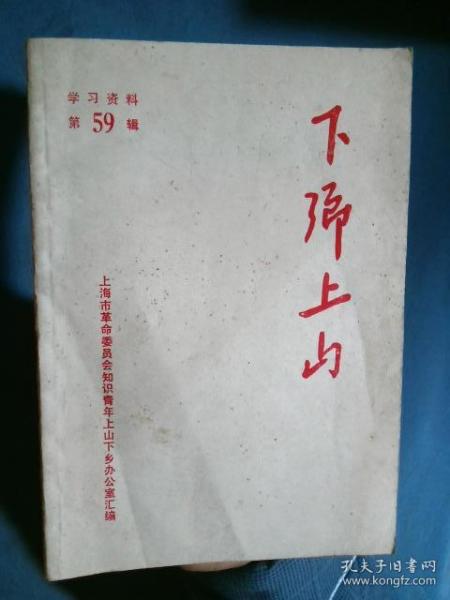 学习资料
第59辑
下鄉上山
上海市革命委员会知识青年上山下乡办公室汇编
孔夫子旧书网
www.kongfz.com